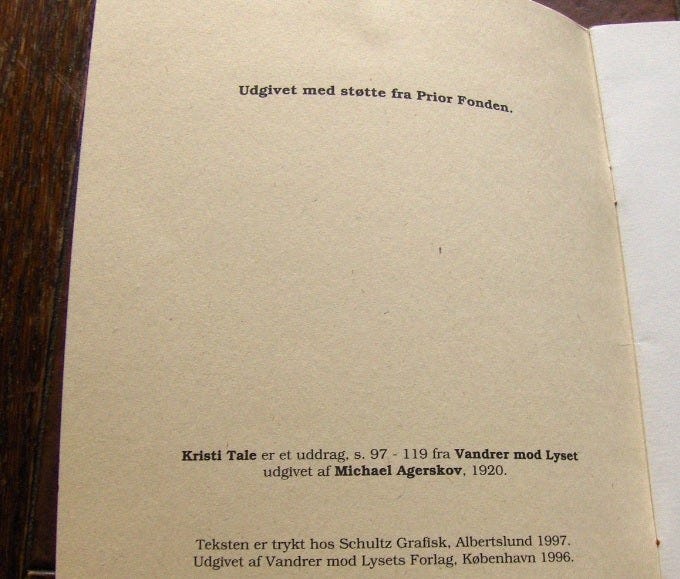 Udgivet med støtte fra Prior Fonden.
Kristi Tale er et uddrag, s. 97 - 119 fra Vandrer mod Lyset
udgivet af Michael Agerskov, 1920.
Teksten er trykt hos Schultz Grafisk, Albertslund 1997.
Udgivet af Vandrer mod Lysets Forlag, København 1996.